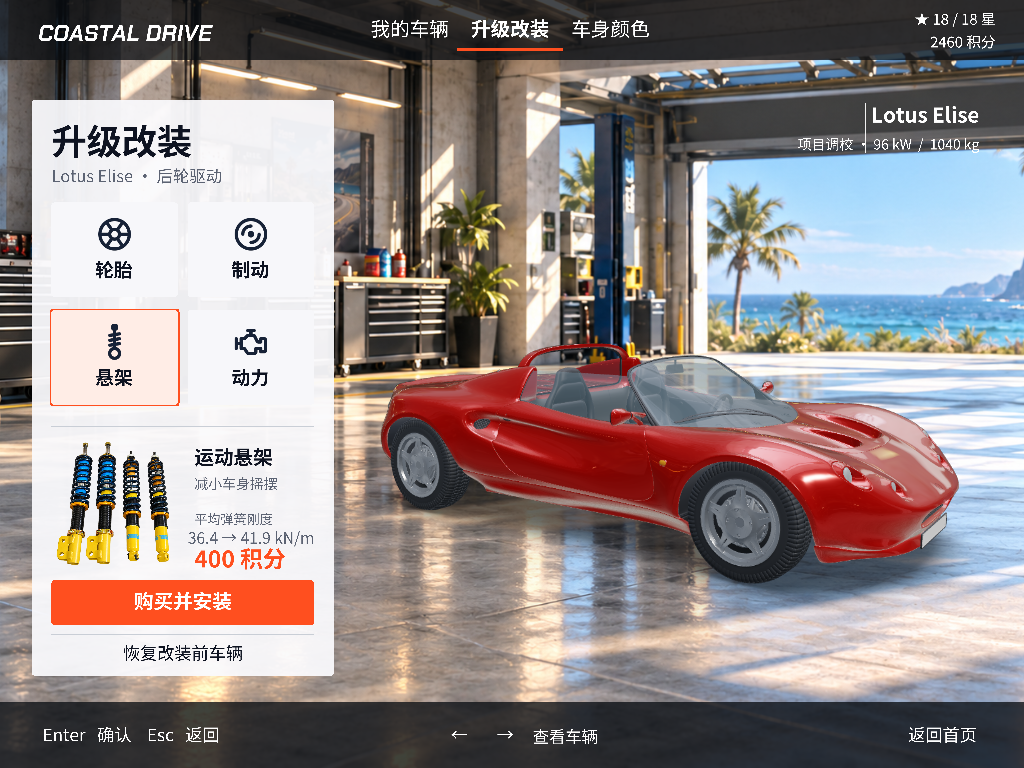 COASTAL DRIVE
我的车辆 升级改装 车身颜色
★ 18 / 18 星
2460 积分
Lotus Elise
项目调校 • 96 kW / 1040 kg
升级改装
Lotus Elise • 后轮驱动
轮胎 制动
悬架 动力
运动悬架
减小车身摇摆
平均弹簧刚度
36.4 → 41.9 kN/m
400 积分
购买并安装
恢复改装前车辆
Enter 确认 Esc 返回 ← → 查看车辆 返回首页